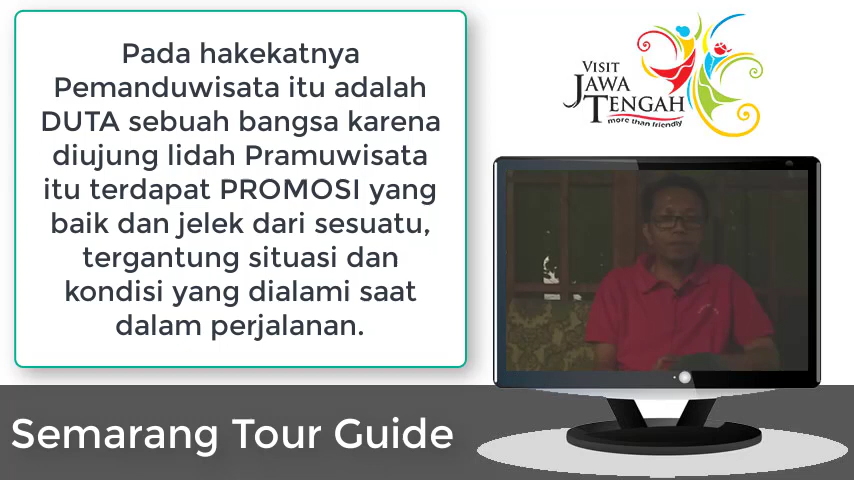 Pada hakekatnya
Pemanduwisata itu adalah
DUTA sebuah bangsa karena
diujung lidah Pramuwisata
itu terdapat PROMOSI yang
baik dan jelek dari sesuatu,
tergantung situasi dan
kondisi yang dialami saat
dalam perjalanan.
VISIT
JAWA
TENGAH
more than friendly
Semarang Tour Guide